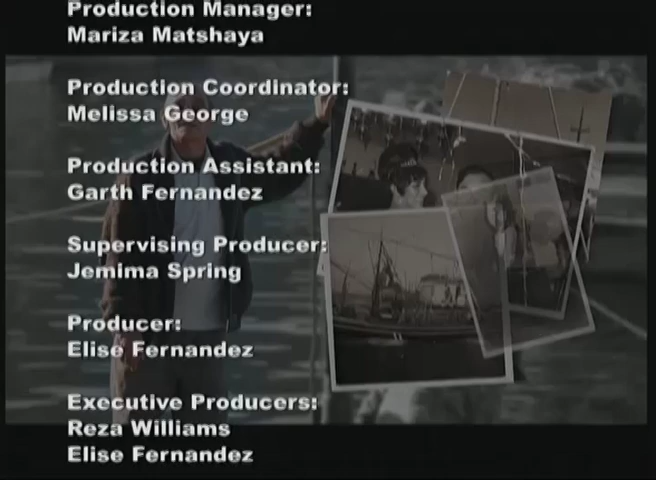 Production Manager:
Mariza Matshaya
Production Coordinator:
Melissa George
Production Assistant:
Garth Fernandez
Supervising Producer:
Jemima Spring
Producer:
Elise Fernandez
Executive Producers:
Reza Williams
Elise Fernandez